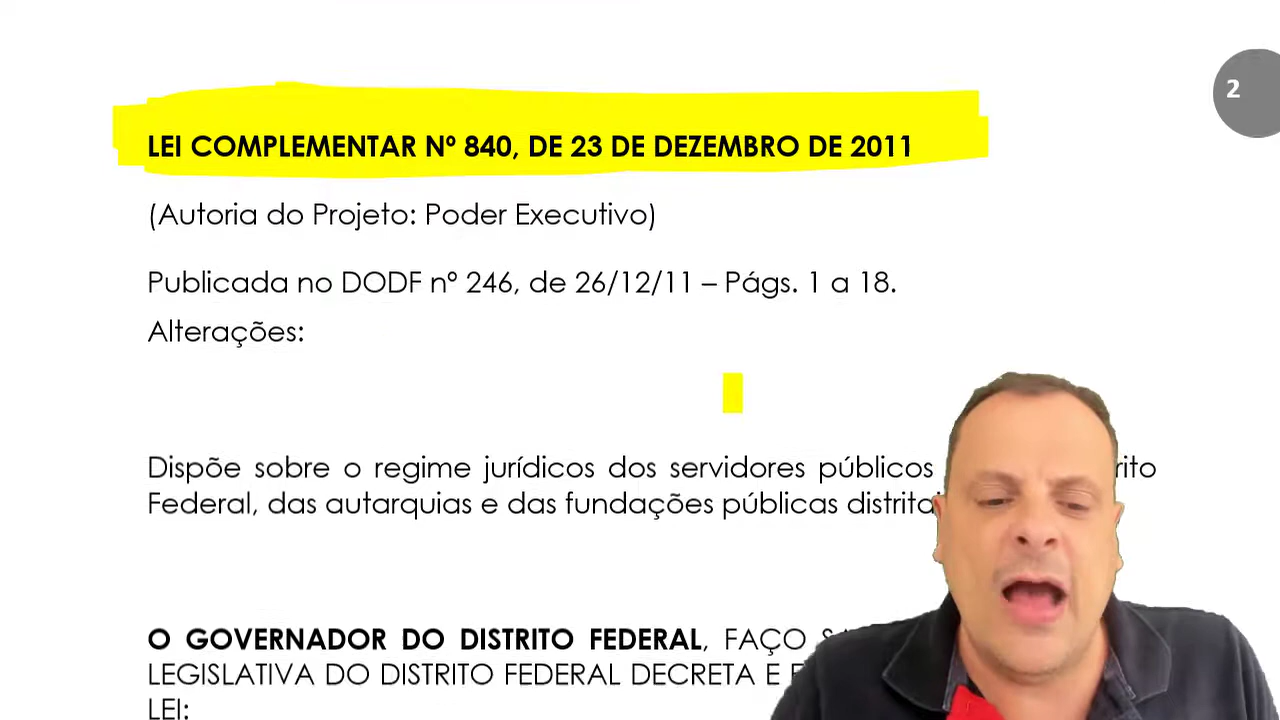 2
LEI COMPLEMENTAR Nº 840, DE 23 DE DEZEMBRO DE 2011
(Autoria do Projeto: Poder Executivo)
Publicada no DODF nº 246, de 26/12/11 – Págs. 1 a 18.
Alterações:
Dispõe sobre o regime jurídicos dos servidores públicos
Federal, das autarquias e das fundações públicas
O GOVERNADOR DO DISTRITO FEDERAL, FAÇO
LEGISLATIVA DO DISTRITO FEDERAL DECRETA E
LEI: